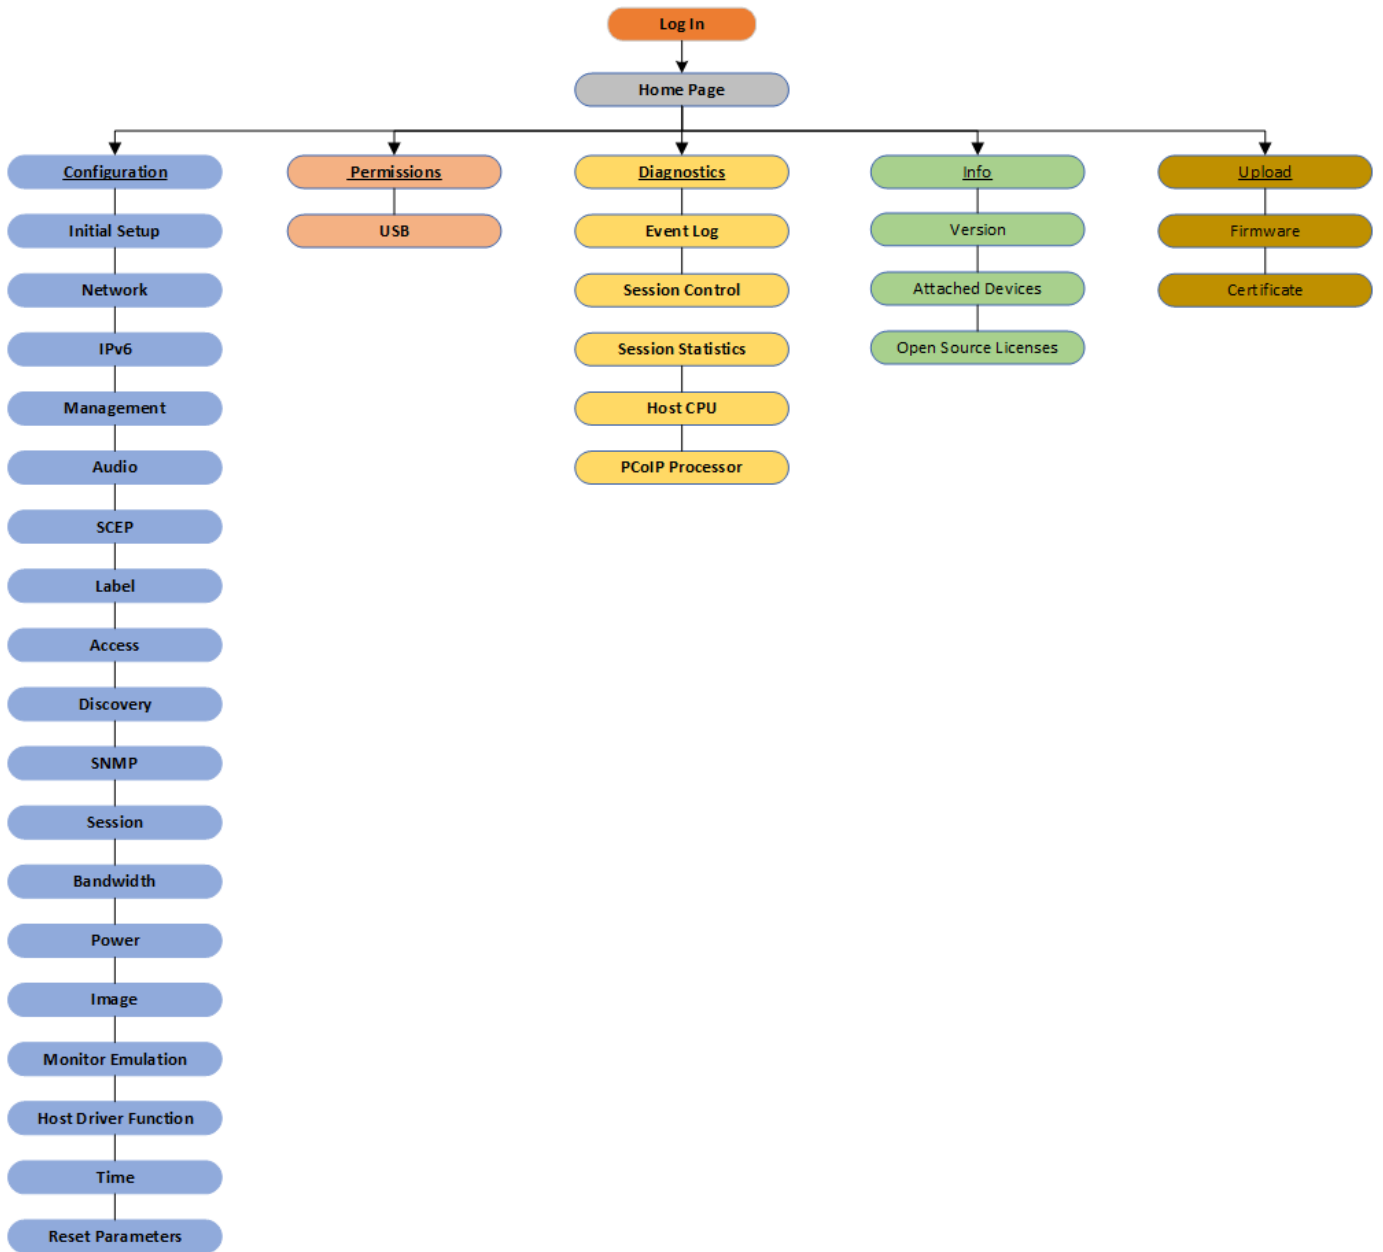 Log In
Home Page
Configuration
Permissions
Diagnostics
Info
Upload
Initial Setup
USB
Event Log
Version
Firmware
Network
Session Control
Attached Devices
Certificate
IPv6
Session Statistics
Open Source Licenses
Management
Host CPU
Audio
PCoIP Processor
SCEP
Label
Access
Discovery
SNMP
Session
Bandwidth
Power
Image
Monitor Emulation
Host Driver Function
Time
Reset Parameters